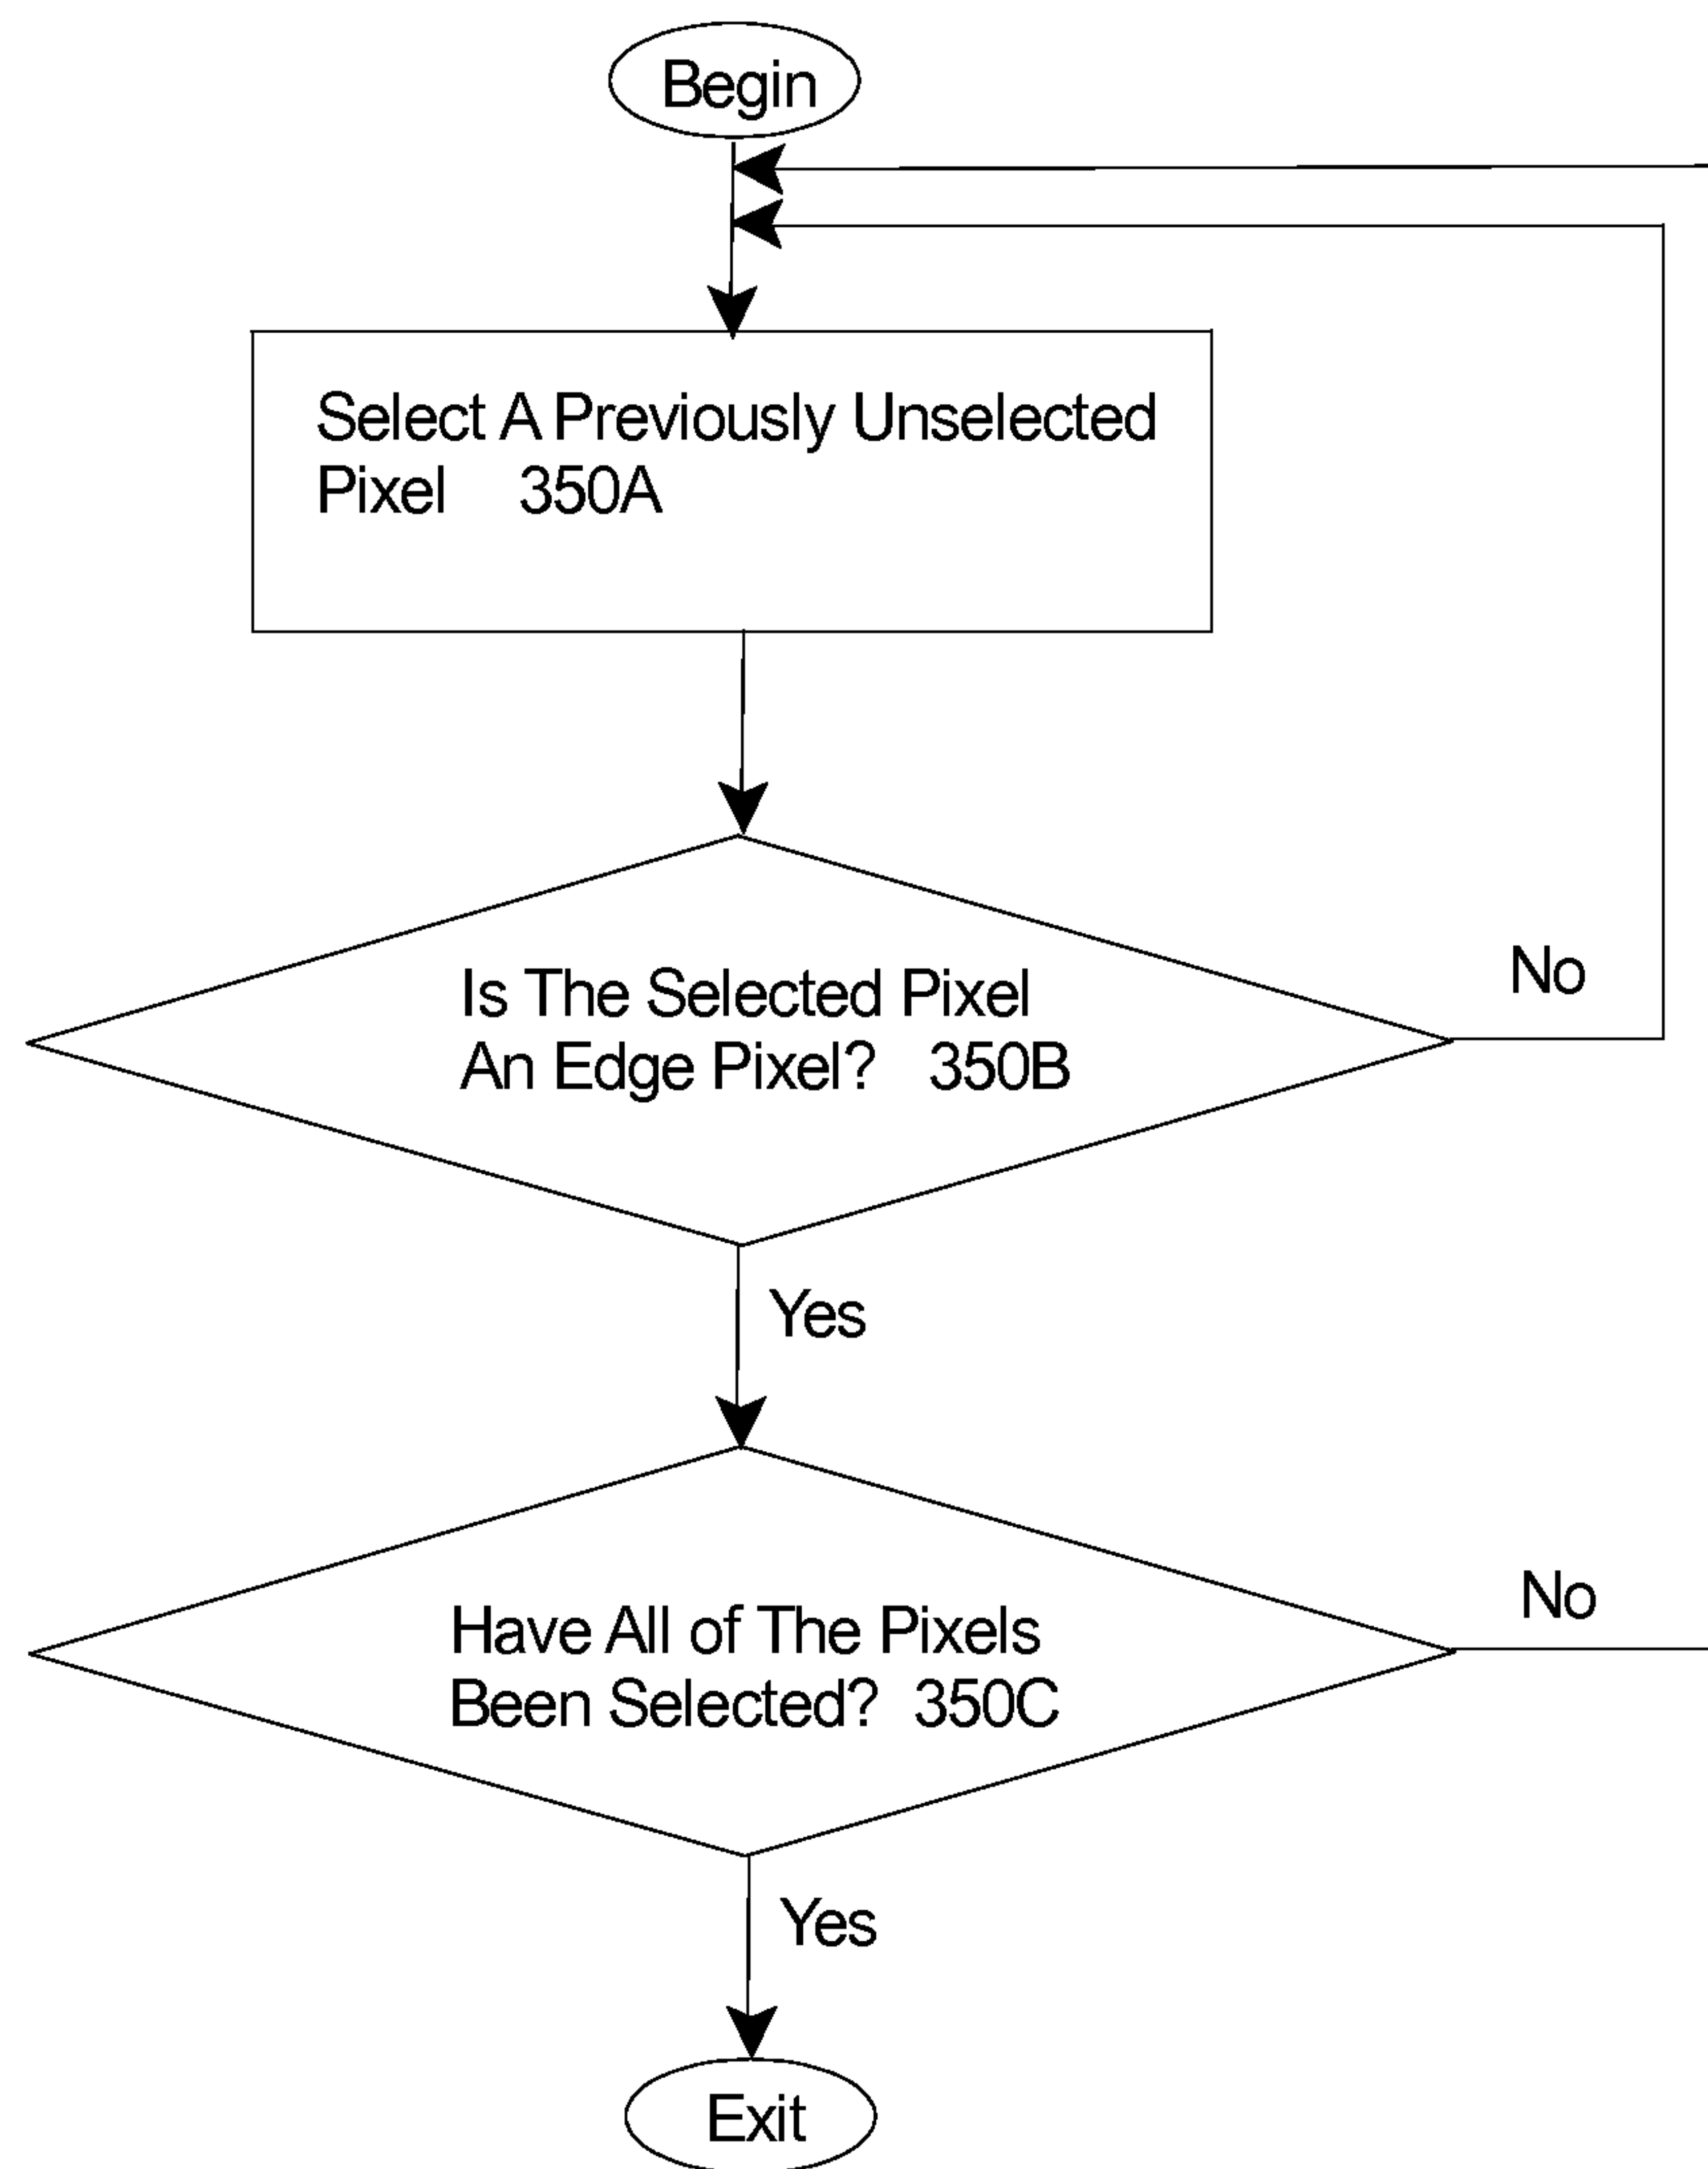 Begin
Select A Previously Unselected
Pixel 350A
Is The Selected Pixel
An Edge Pixel? 350B
No
Yes
Have All of The Pixels
Been Selected? 350C
No
Yes
Exit